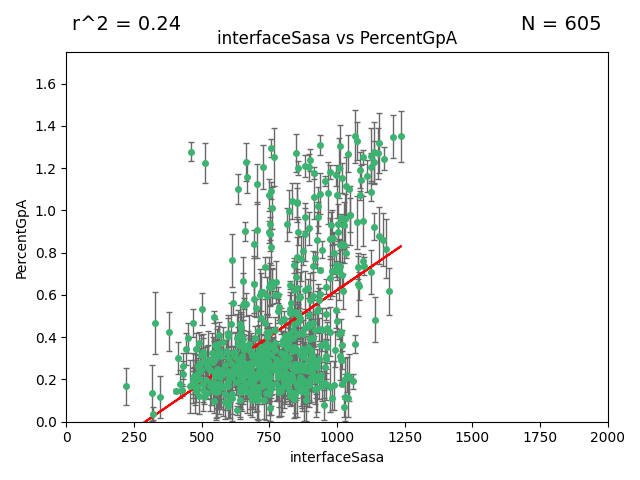 r^2 = 0.24 N = 605
interfaceSasa vs PercentGpA
1.6
1.4
1.2
1.0
0.8
0.6
0.4
0.2
0.0
PercentGpA
0 250 500 750 1000 1250 1500 1750 2000
interfaceSasa